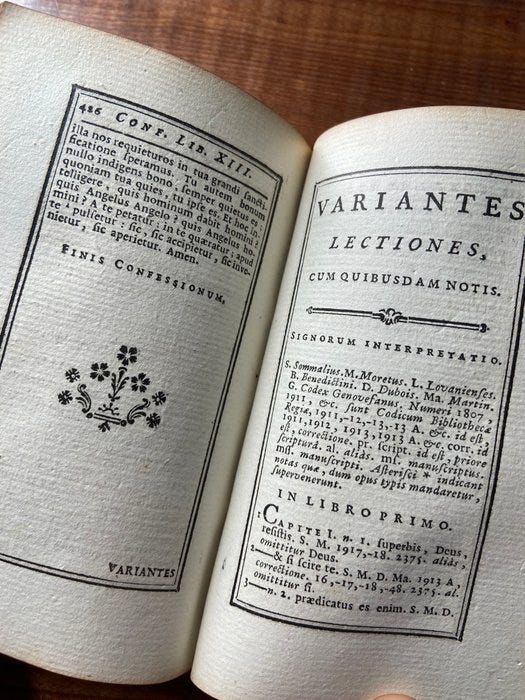 486 CONF. LIB. XIII.
illa nos requieturos in tua grandi sancti-
ficatione ſperamus. Tu autem bonum
nullo indigens bono, ſemper quietus es:
quoniam tua quies, tu ipſe es. Et hoc in-
telligere, quis hominum dabit homini?
quis Angelus Angelo? quis Angelus ho-
mini? A te petatur; in te quæratur; apud
te pulſetur: ſic, ſic accipietur, ſic inve-
nietur, ſic aperietur. Amen.
FINIS CONFESSIONUM.
VARIANTES
VARIANTES
LECTIONES,
CUM QUIBUSDAM NOTIS.
SIGNORUM INTERPRETATIO.
S. Sommalius. M. Moretus. L. Lovanienſes.
B. Benedictini. D. Dubois. Ma. Martin.
G. Codex Genovefanus. Numeri 1807,
1911, &c. ſunt Codicum Bibliothecæ
Regiæ, 1911,-12,-13,-13 A. &c. id eſt,
1911,1912, 1913,1913 A. &c. corr. id
eſt, correctione. pr. ſcript. id eſt, priore
ſcripturâ. al. aliàs. mſ. manuſcriptus.
mſſ. manuſcripti. Aſteriſci * indicant
notas quæ, dum opus typis mandaretur,
ſupervenerunt.
IN LIBRO PRIMO.
CAPITE I. n. 1. ſuperbis, Deus,
reſiſtis. S. M. 1917,-18. 2375. aliàs,
omittitur Deus.
2—& ſi ſcire te. S. M. D. Ma. 1913 A,
correctione. 16,-17,-18,-48. 2375. al.
omittitur ſi.
3—n. 2. prædicatus es enim. S. M. D.